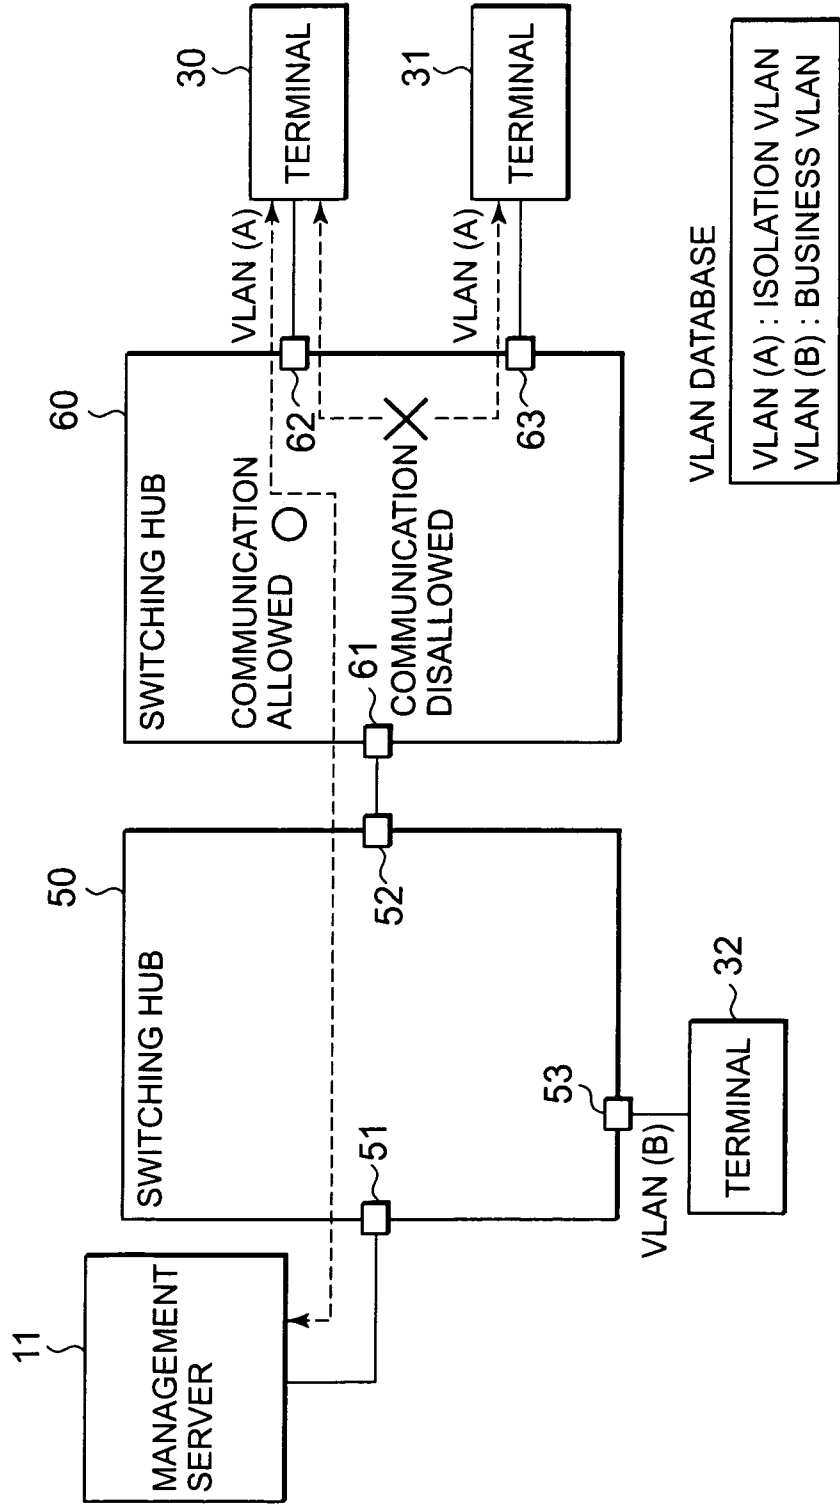 11
MANAGEMENT
SERVER
50
SWITCHING HUB
51
52
53
VLAN (B)
TERMINAL
32
60
SWITCHING HUB
COMMUNICATION
ALLOWED
61
COMMUNICATION
DISALLOWED
62
63
VLAN (A)
30
TERMINAL
VLAN (A)
31
TERMINAL
VLAN DATABASE
VLAN (A) : ISOLATION VLAN
VLAN (B) : BUSINESS VLAN